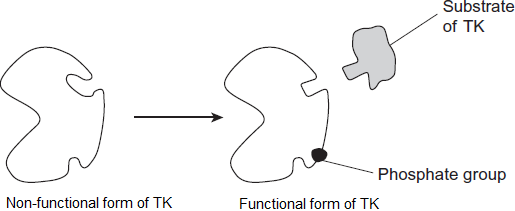 Substrate
of TK
Phosphate group
Non-functional form of TK
Functional form of TK